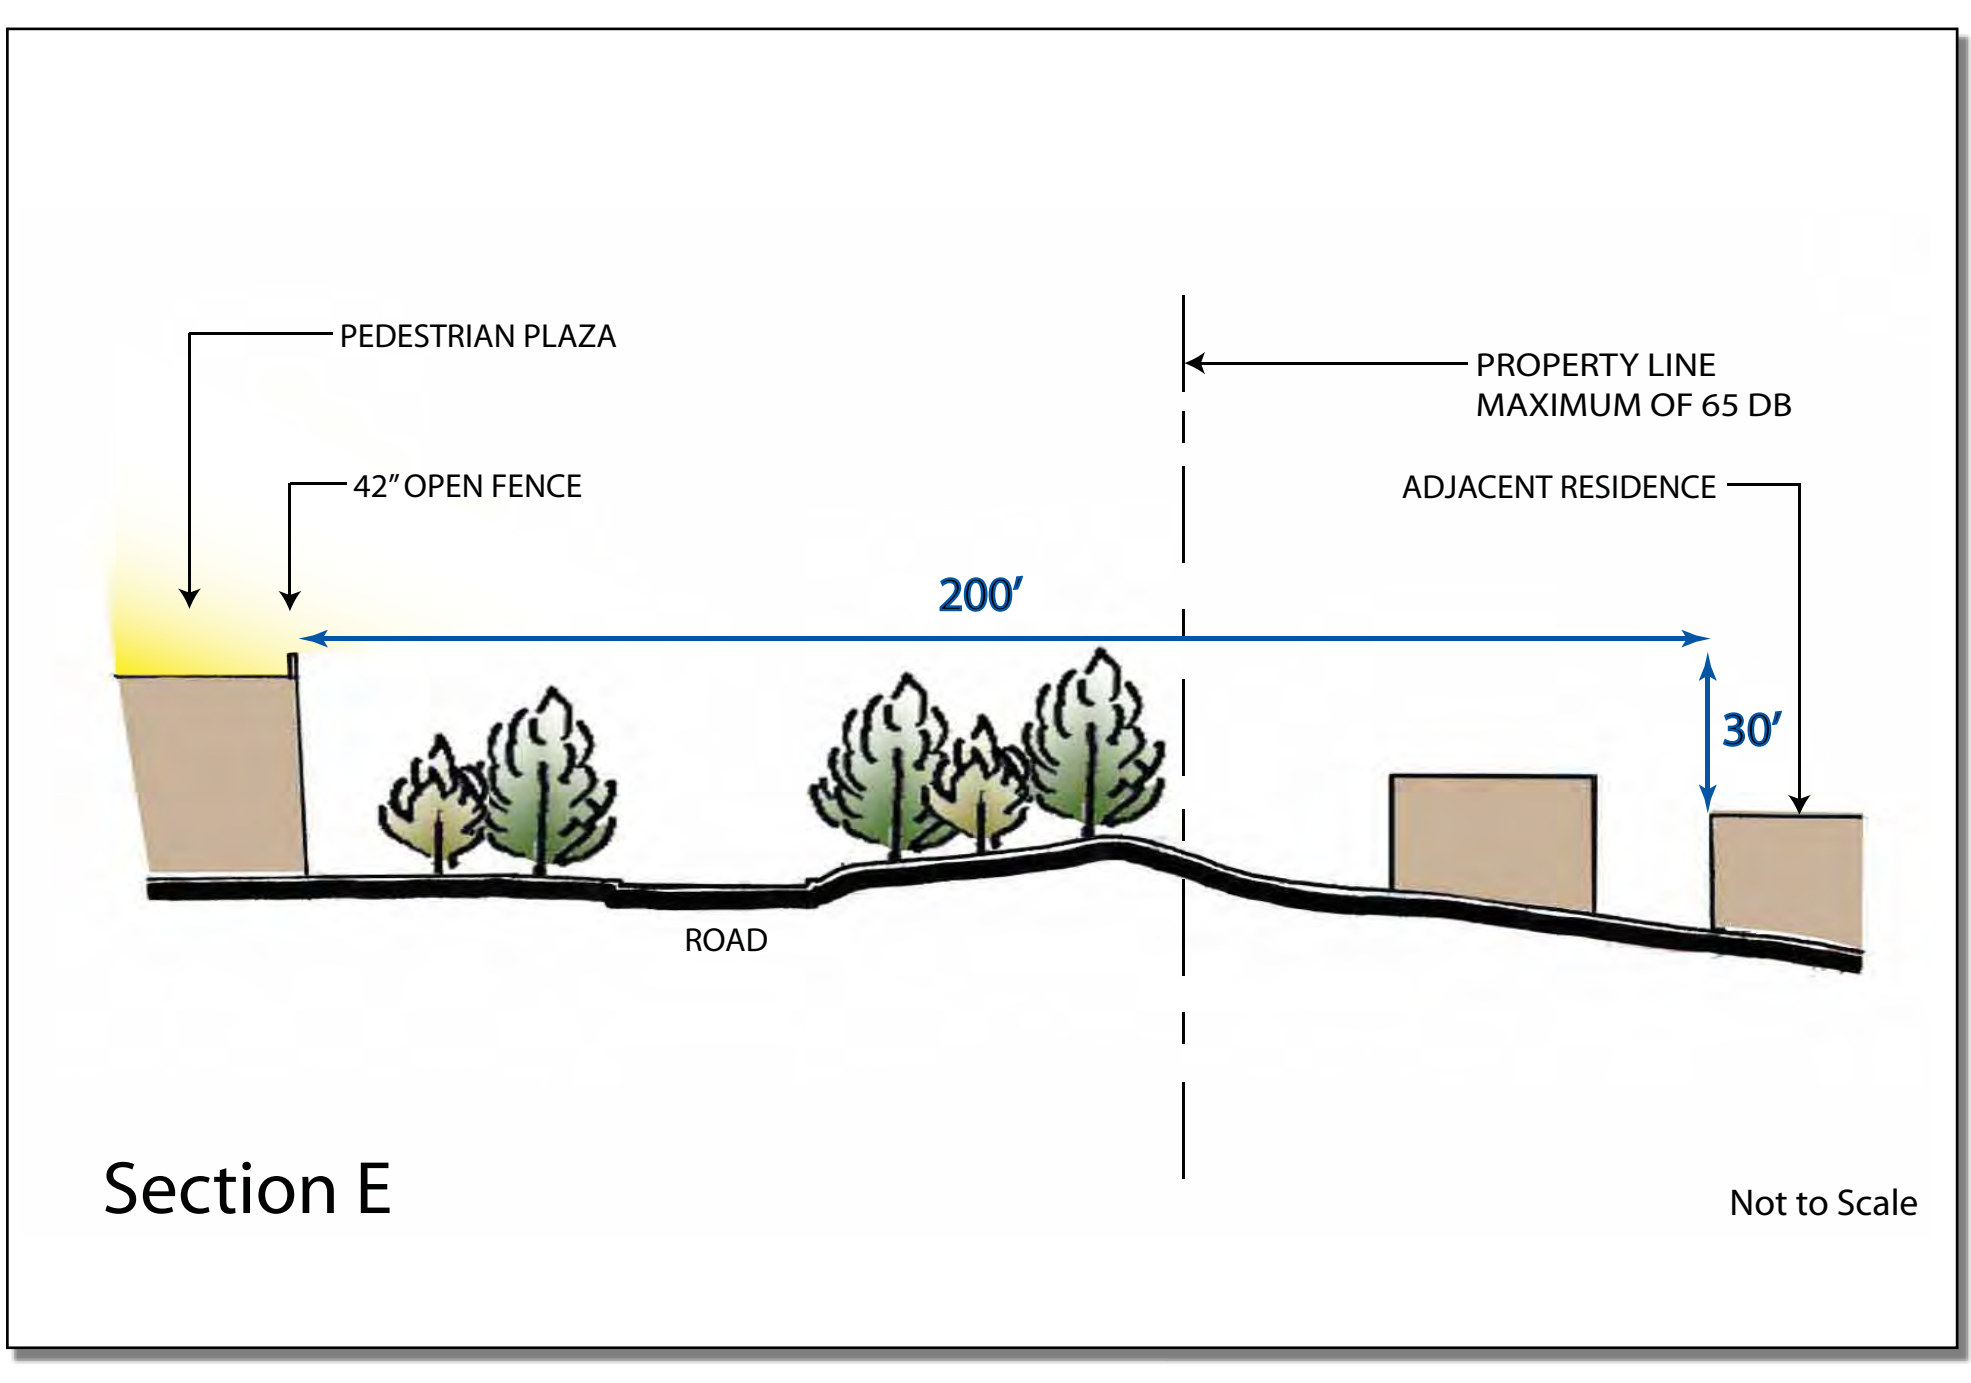 PEDESTRIAN PLAZA
PROPERTY LINE
MAXIMUM OF 65 DB
42” OPEN FENCE
ADJACENT RESIDENCE
200’
30’
ROAD
Section E
Not to Scale